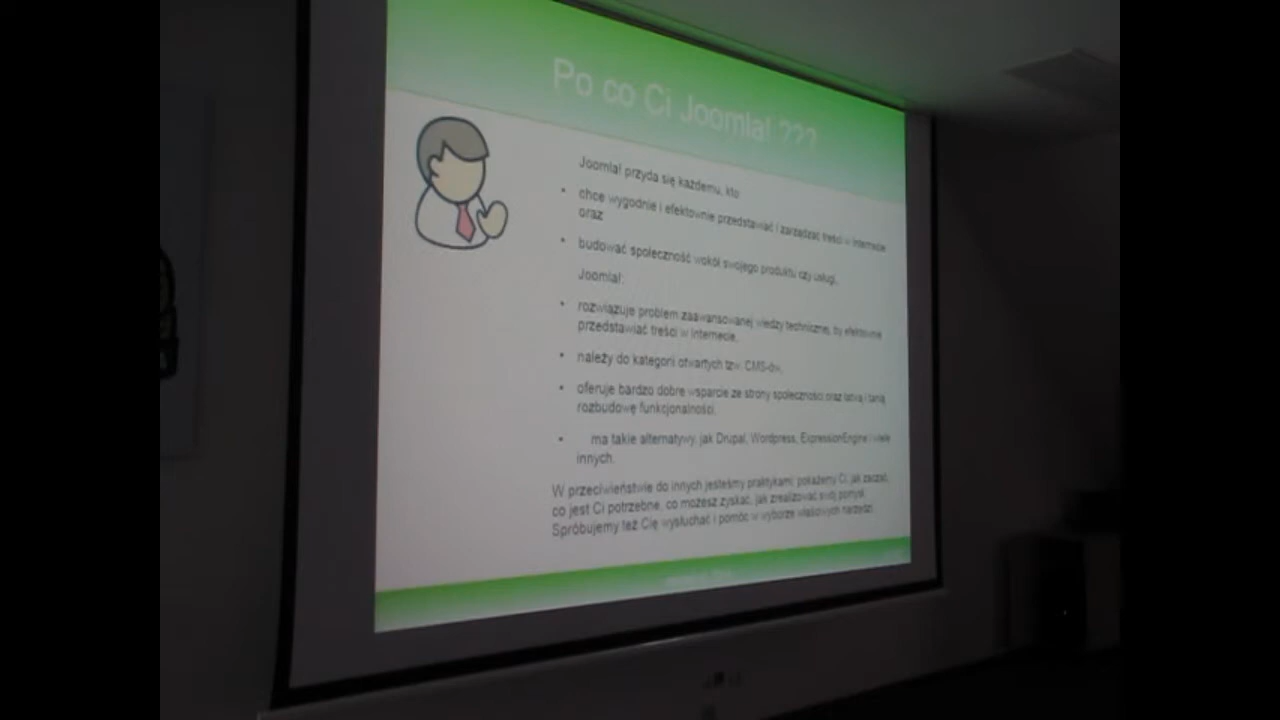 Po co Ci Joomla! ???
Joomla! przyda się każdemu, kto:
• chce wygodnie i efektownie przedstawiać i zarządzać treści w Internecie
oraz
• budować społeczność wokół swojego produktu czy usługi.
Joomla!:
• rozwiązuje problem zaawansowanej wiedzy technicznej, by efektownie
przedstawiać treści w Internecie,
• należy do kategorii otwartych tzw. CMS-ów,
• oferuje bardzo dobre wsparcie ze strony społeczności oraz łatwą i tanią
rozbudowę funkcjonalności.
• ma takie alternatywy, jak Drupal, Wordpress, ExpressionEngine i wiele
innych.
W przeciwieństwie do innych jesteśmy praktykami: pokażemy Ci, jak zacząć,
co jest Ci potrzebne, co możesz zyskać, jak zrealizować swój pomysł.
Spróbujemy też Cię wysłuchać i pomóc w wyborze właściwych narzędzi.